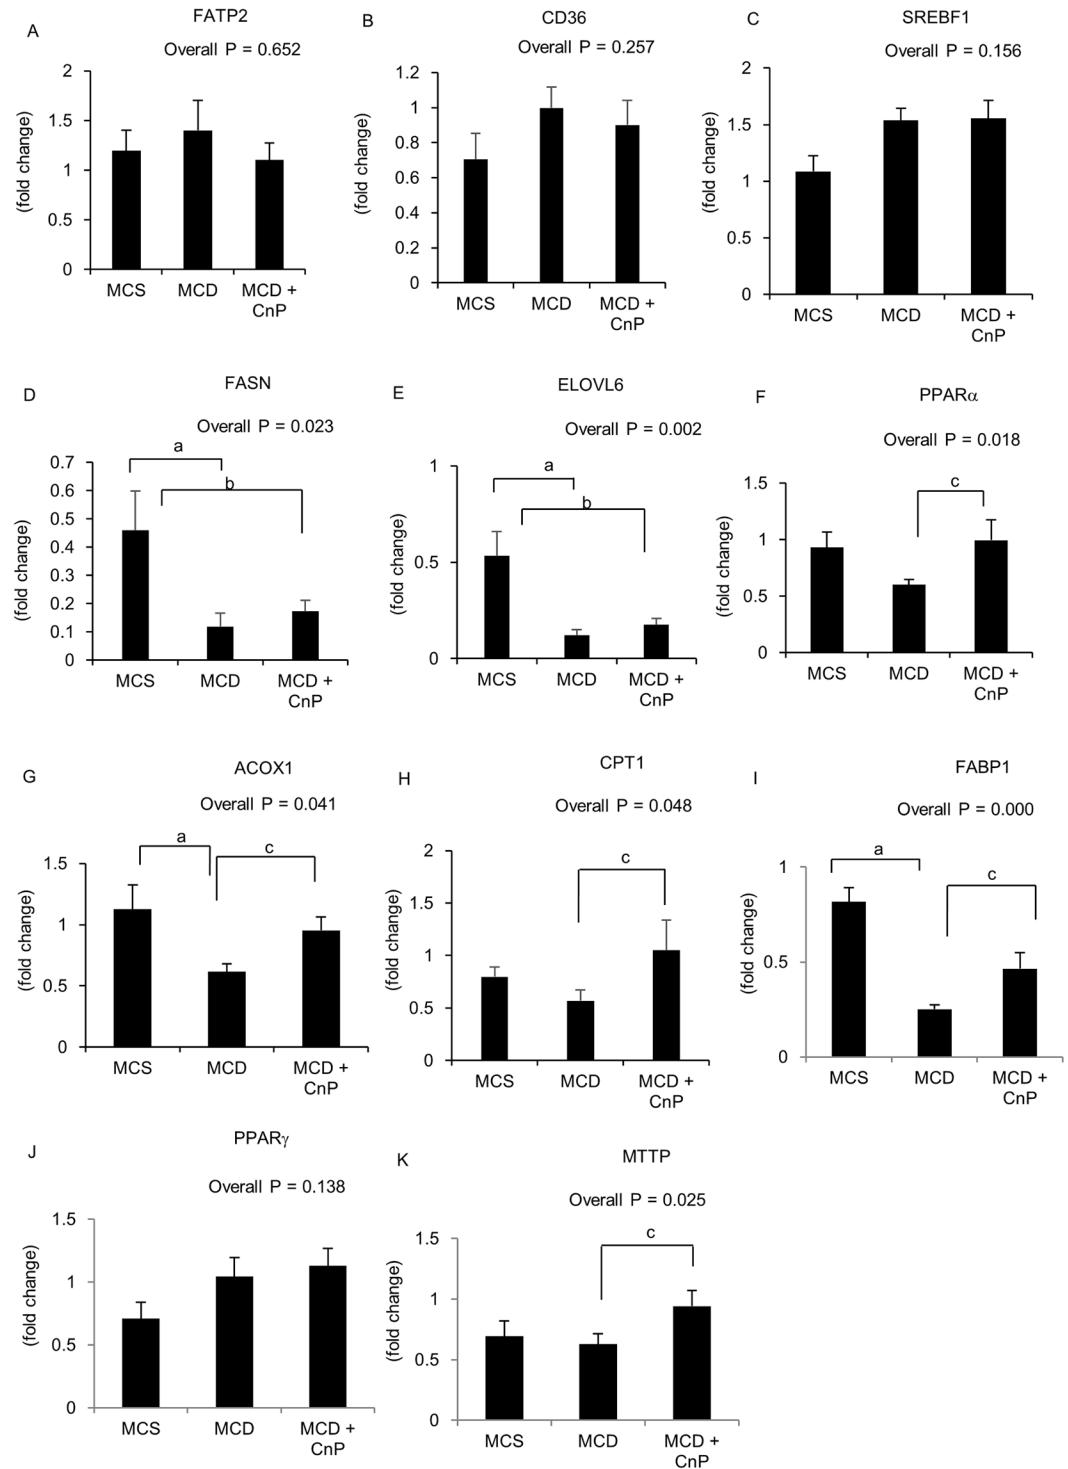 A
FATP2
Overall P = 0.652
(fold change)
2
1.5
1
0.5
0
MCS
MCD
MCD +
CnP
B
CD36
Overall P = 0.257
(fold change)
1.2
1
0.8
0.6
0.4
0.2
0
MCS
MCD
MCD +
CnP
C
SREBF1
Overall P = 0.156
(fold change)
2
1.5
1
0.5
0
MCS
MCD
MCD +
CnP
D
FASN
Overall P = 0.023
a
b
(fold change)
0.7
0.6
0.5
0.4
0.3
0.2
0.1
0
MCS
MCD
MCD +
CnP
E
ELOVL6
Overall P = 0.002
a
b
(fold change)
1
0.5
0
MCS
MCD
MCD +
CnP
F
PPARα
Overall P = 0.018
c
(fold change)
1.5
1
0.5
0
MCS
MCD
MCD +
CnP
G
ACOX1
Overall P = 0.041
a
c
(fold change)
1.5
1
0.5
0
MCS
MCD
MCD +
CnP
H
CPT1
Overall P = 0.048
c
(fold change)
2
1.5
1
0.5
0
MCS
MCD
MCD +
CnP
I
FABP1
Overall P = 0.000
a
c
(fold change)
1
0.5
0
MCS
MCD
MCD +
CnP
J
PPARγ
Overall P = 0.138
(fold change)
1.5
1
0.5
0
MCS
MCD
MCD +
CnP
K
MTTP
Overall P = 0.025
c
(fold change)
1.5
1
0.5
0
MCS
MCD
MCD +
CnP